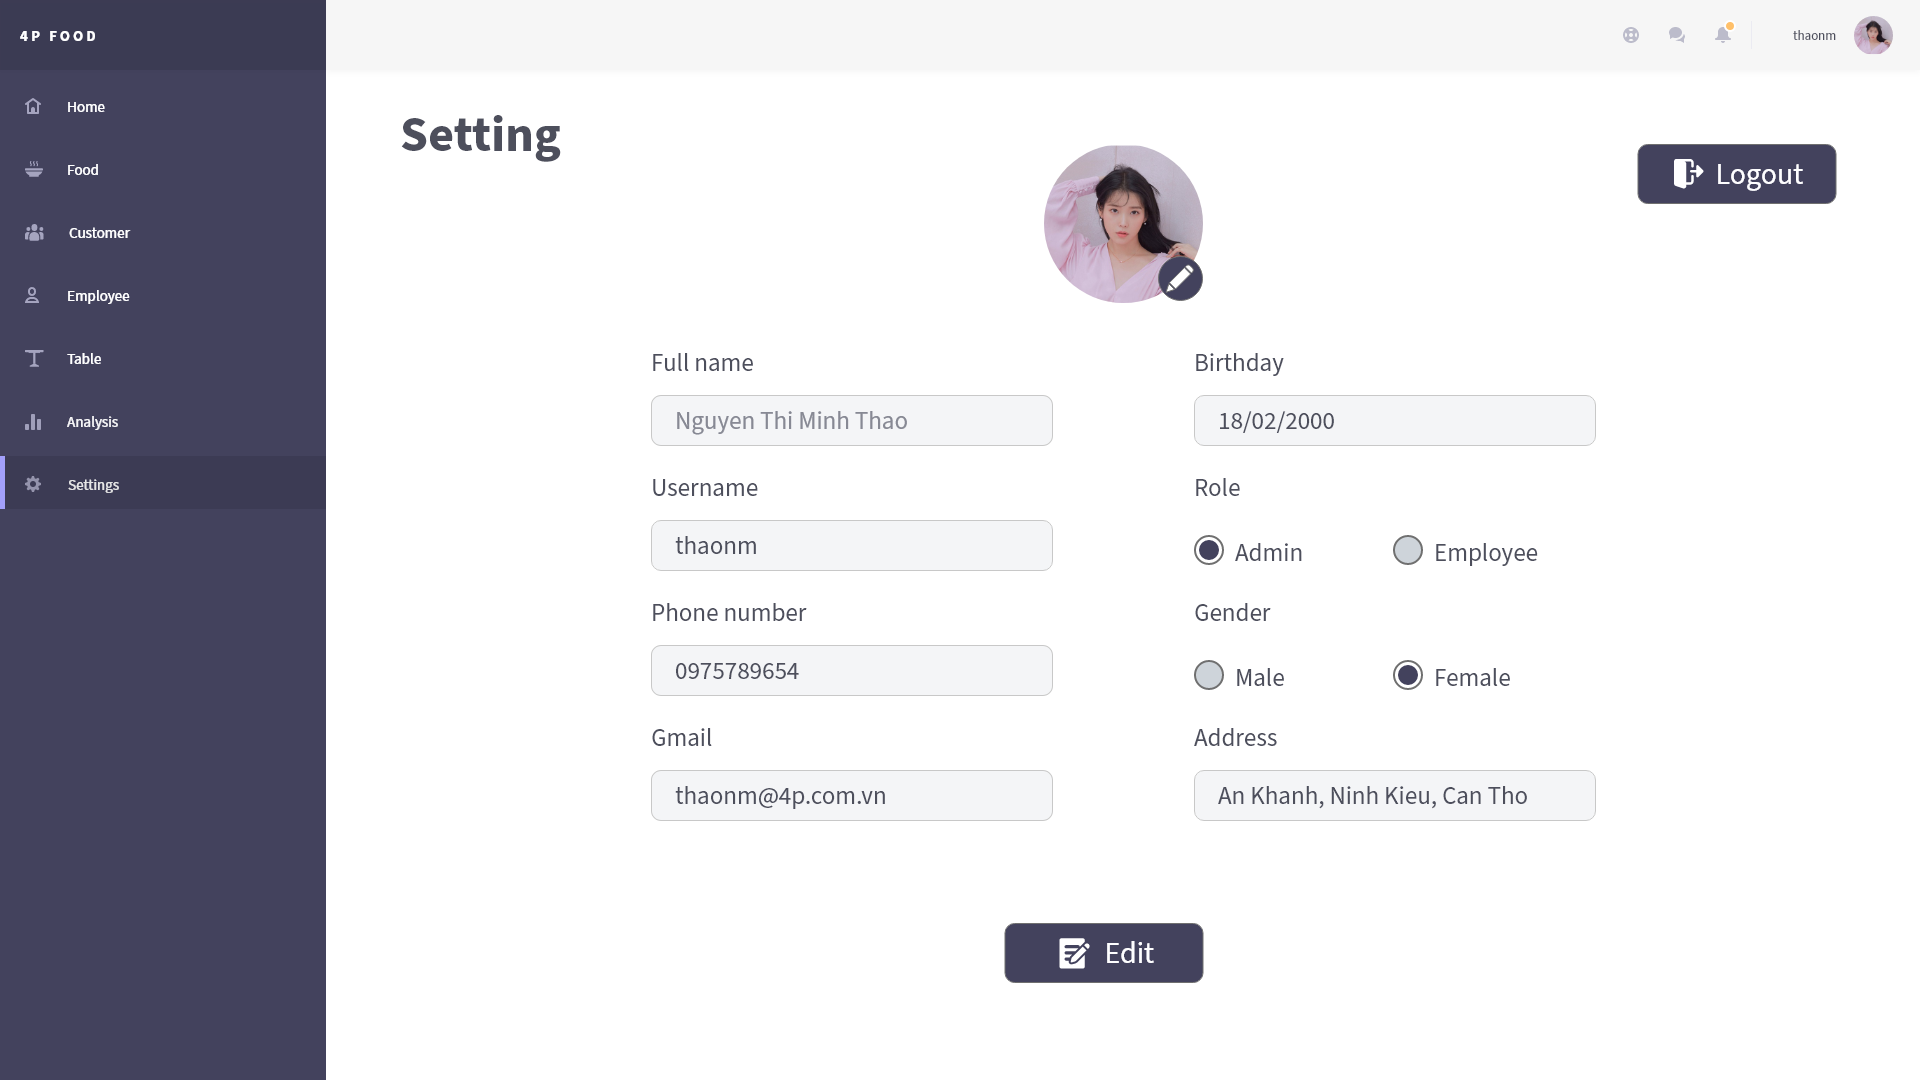 4P FOOD
thaonm
Home
Food
Customer
Employee
Table
Analysis
Settings
Setting
Logout
Full name
Birthday
Nguyen Thi Minh Thao
18/02/2000
Username
Role
thaonm
Admin
Employee
Phone number
Gender
0975789654
Male
Female
Gmail
Address
thaonm@4p.com.vn
An Khanh, Ninh Kieu, Can Tho
Edit